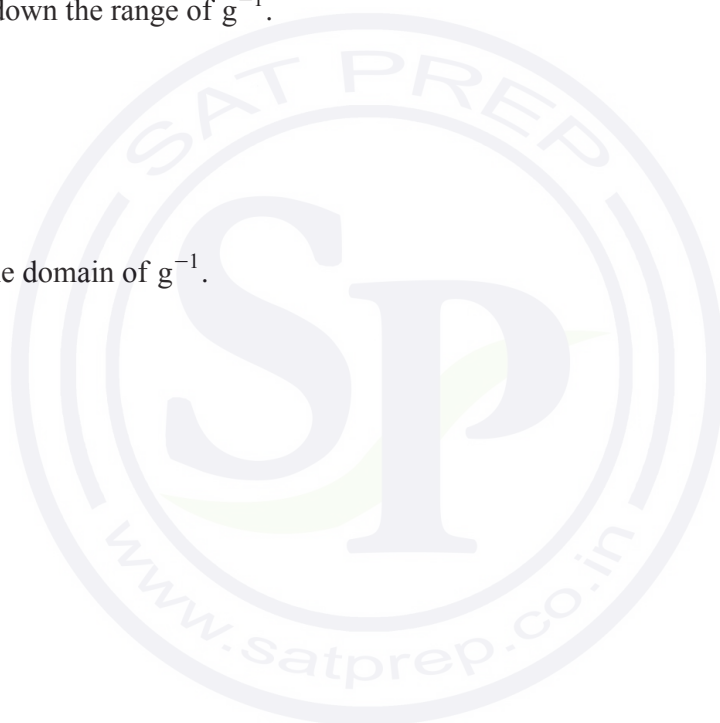 down the range of g⁻¹.
SAT PREP
e domain of g⁻¹.
SP
www.satprep.co.in